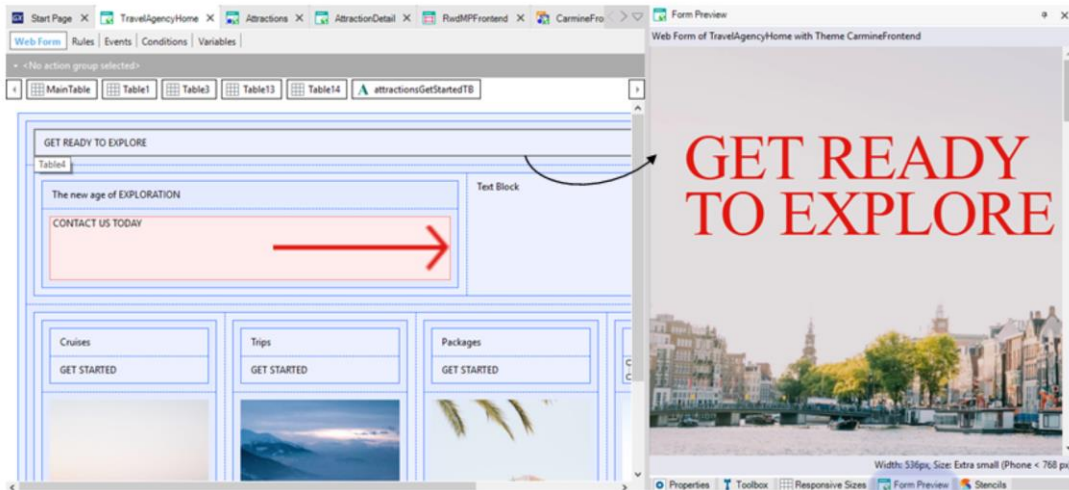 GX Start Page X TravelAgencyHome X Attractions X AttractionDetail X RwdMPFrontend X CarmineFro
Form Preview
Web Form Rules Events Conditions Variables
Web Form of TravelAgencyHome with Theme CarmineFrontend
<No action group selected>
MainTable Table1 Table3 Table13 Table14 A attractionsGetStartedTB
GET READY TO EXPLORE
Table4
The new age of EXPLORATION
Text Block
CONTACT US TODAY
GET READY
TO EXPLORE
Cruises Trips Packages
GET STARTED GET STARTED GET STARTED
Width: 536px, Size: Extra small (Phone < 768 px
Properties Toolbox Responsive Sizes Form Preview Stencils